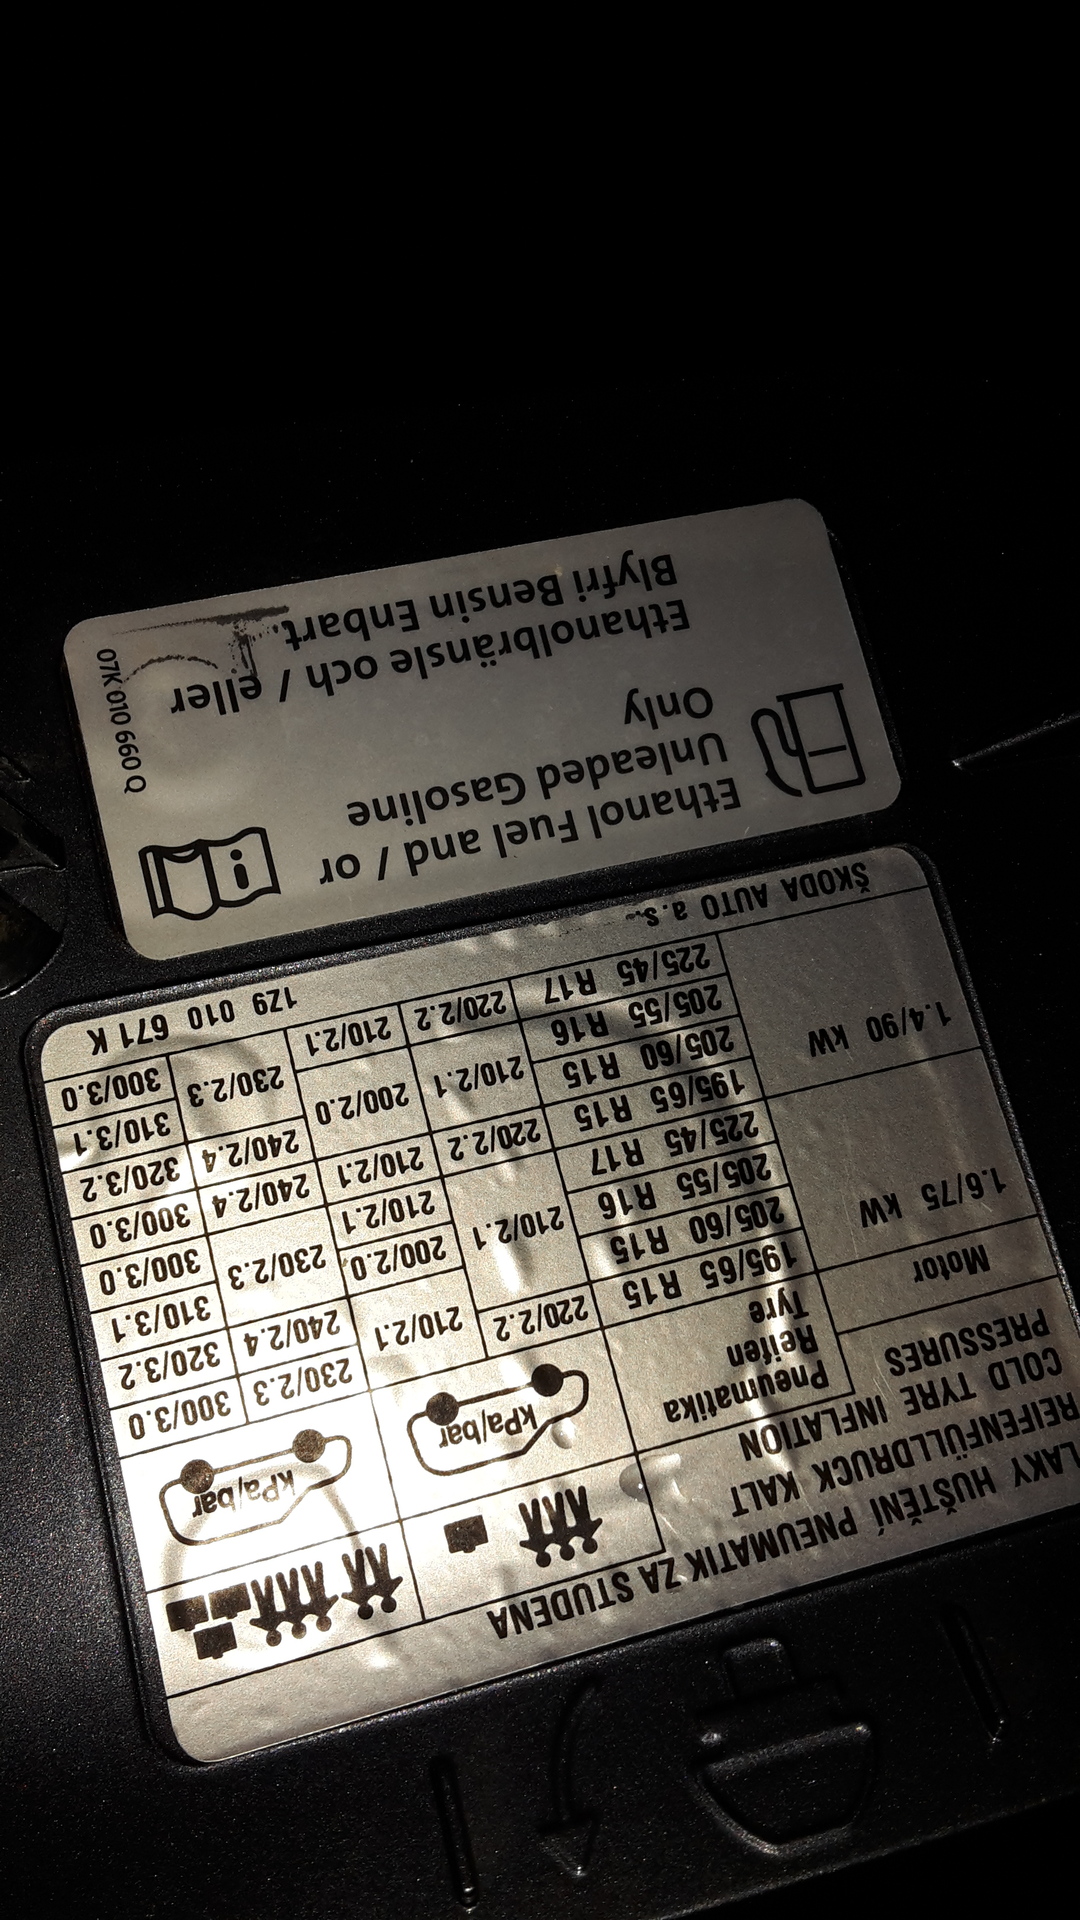 LAKY HUŠTĚNÍ PNEUMATIK ZA STUDENA
REIFENFÜLLDRUCK KALT
COLD TYRE INFLATION
PRESSURES
Motor
Pneumatika
Reifen
Tyre
kPa/bar
kPa/bar
1.6/75 kW
195/65 R15 220/2.2 210/2.1 230/2.3 300/3.0
205/60 R15 210/2.1 240/2.4 320/3.2
205/55 R16 200/2.0 230/2.3 310/3.1
225/45 R17 210/2.1 300/3.0
1.4/90 kW
195/65 R15 220/2.2 210/2.1 240/2.4 300/3.0
205/60 R15 210/2.1 200/2.0 240/2.4 320/3.2
205/55 R16 230/2.3 310/3.1
225/45 R17 220/2.2 210/2.1 300/3.0
ŠKODA AUTO a.s. 1Z9 010 671 K
Ethanol Fuel and / or
Unleaded Gasoline
Only
Ethanolbränsle och / eller
Blyfri Bensin Enbart.
07K 010 660 Q